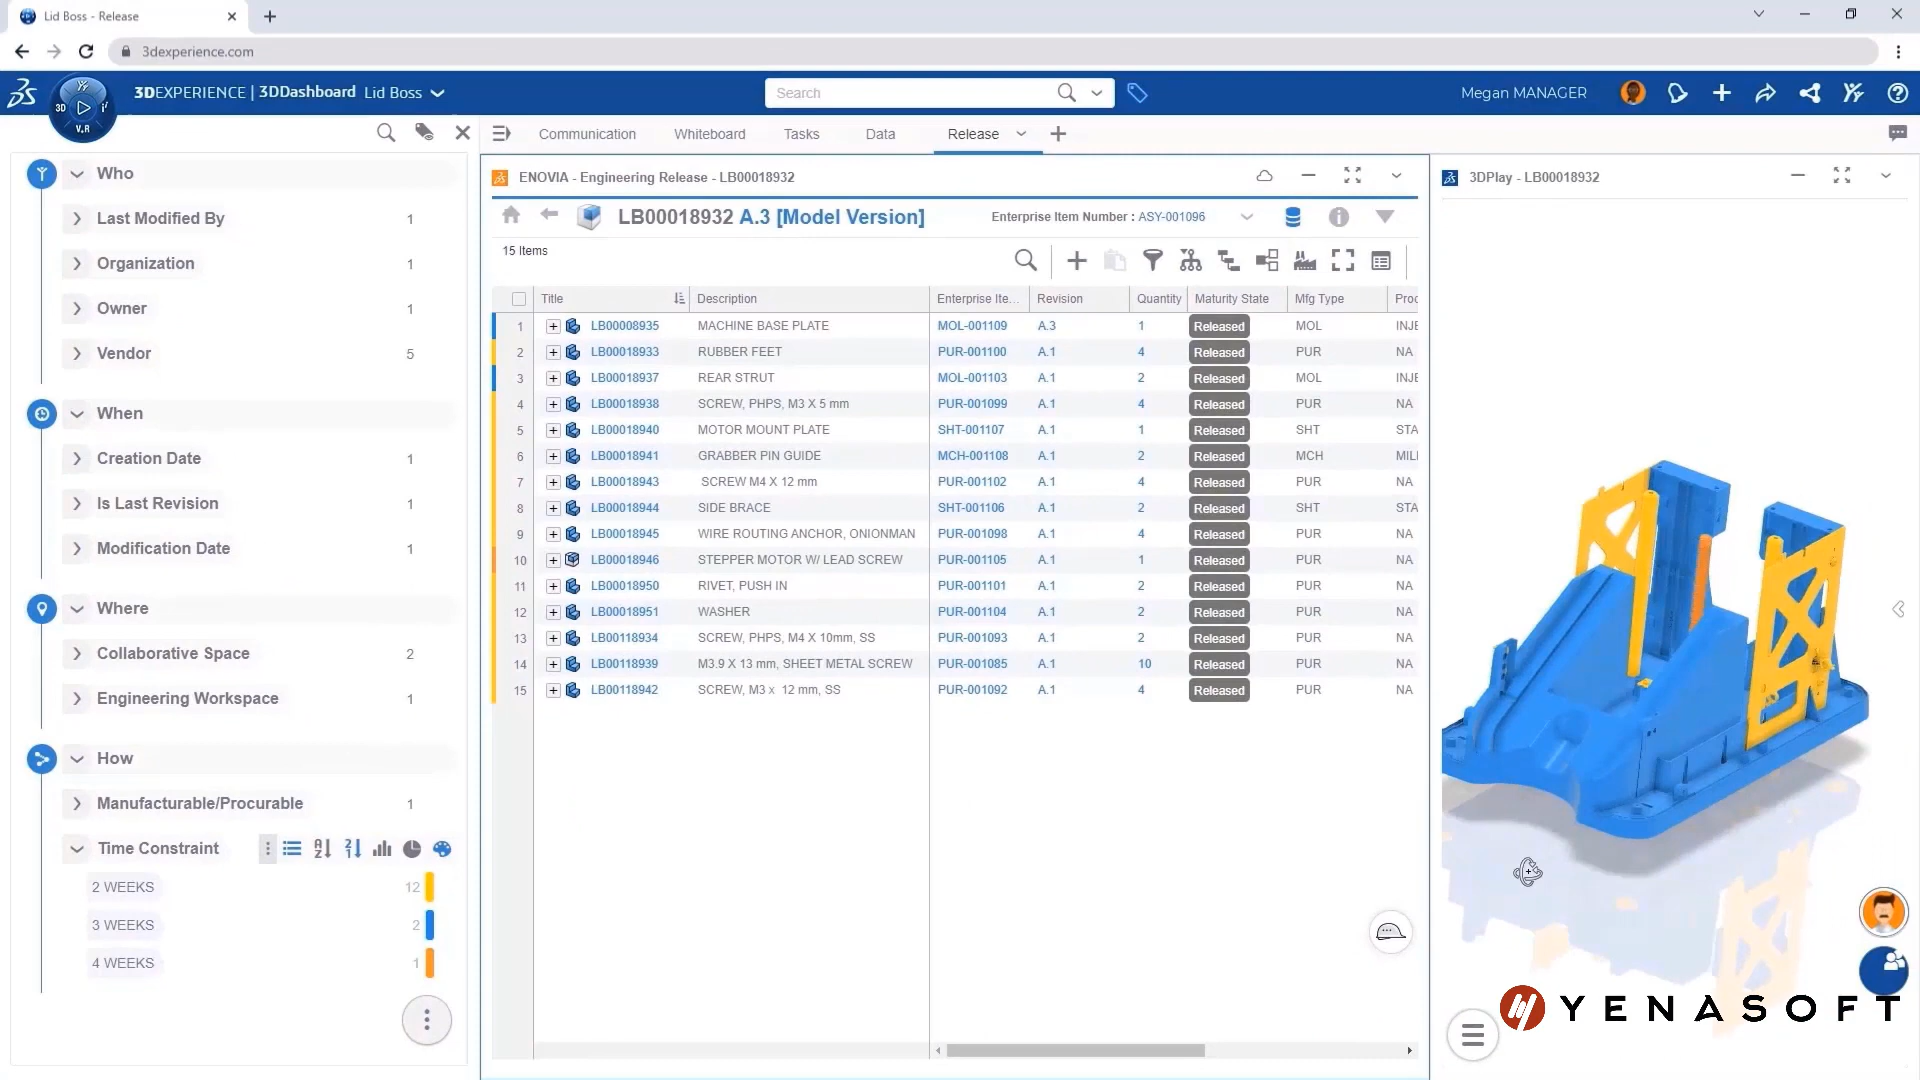 Lid Boss - Release
3dexperience.com
3DEXPERIENCE | 3DDashboard Lid Boss
Search
Megan MANAGER
3D
V.R
Communication Whiteboard Tasks Data Release
Who
Last Modified By 1
Organization 1
Owner 1
Vendor 5
When
Creation Date 1
Is Last Revision 1
Modification Date 1
Where
Collaborative Space 2
Engineering Workspace 1
How
Manufacturable/Procurable 1
Time Constraint
2 WEEKS 12
3 WEEKS 2
4 WEEKS 1
ENOVIA - Engineering Release - LB00018932
LB00018932 A.3 [Model Version]
Enterprise Item Number : ASY-001096
15 Items
Title Description Enterprise Ite... Revision Quantity Maturity State Mfg Type Proc
1 LB00008935 MACHINE BASE PLATE MOL-001109 A.3 1 Released MOL INJE
2 LB00018933 RUBBER FEET PUR-001100 A.1 4 Released PUR NA
3 LB00018937 REAR STRUT MOL-001103 A.1 2 Released MOL INJE
4 LB00018938 SCREW, PHPS, M3 X 5 mm PUR-001099 A.1 4 Released PUR NA
5 LB00018940 MOTOR MOUNT PLATE SHT-001107 A.1 1 Released SHT STA
6 LB00018941 GRABBER PIN GUIDE MCH-001108 A.1 2 Released MCH MILI
7 LB00018943 SCREW M4 X 12 mm PUR-001102 A.1 4 Released PUR NA
8 LB00018944 SIDE BRACE SHT-001106 A.1 2 Released SHT STA
9 LB00018945 WIRE ROUTING ANCHOR, ONIONMAN PUR-001098 A.1 4 Released PUR NA
10 LB00018946 STEPPER MOTOR W/ LEAD SCREW PUR-001105 A.1 1 Released PUR NA
11 LB00018950 RIVET, PUSH IN PUR-001101 A.1 2 Released PUR NA
12 LB00018951 WASHER PUR-001104 A.1 2 Released PUR NA
13 LB00118934 SCREW, PHPS, M4 X 10mm, SS PUR-001093 A.1 2 Released PUR NA
14 LB00118939 M3.9 X 13 mm, SHEET METAL SCREW PUR-001085 A.1 10 Released PUR NA
15 LB00118942 SCREW, M3 x 12 mm, SS PUR-001092 A.1 4 Released PUR NA
3DPlay - LB00018932
YENASOFT